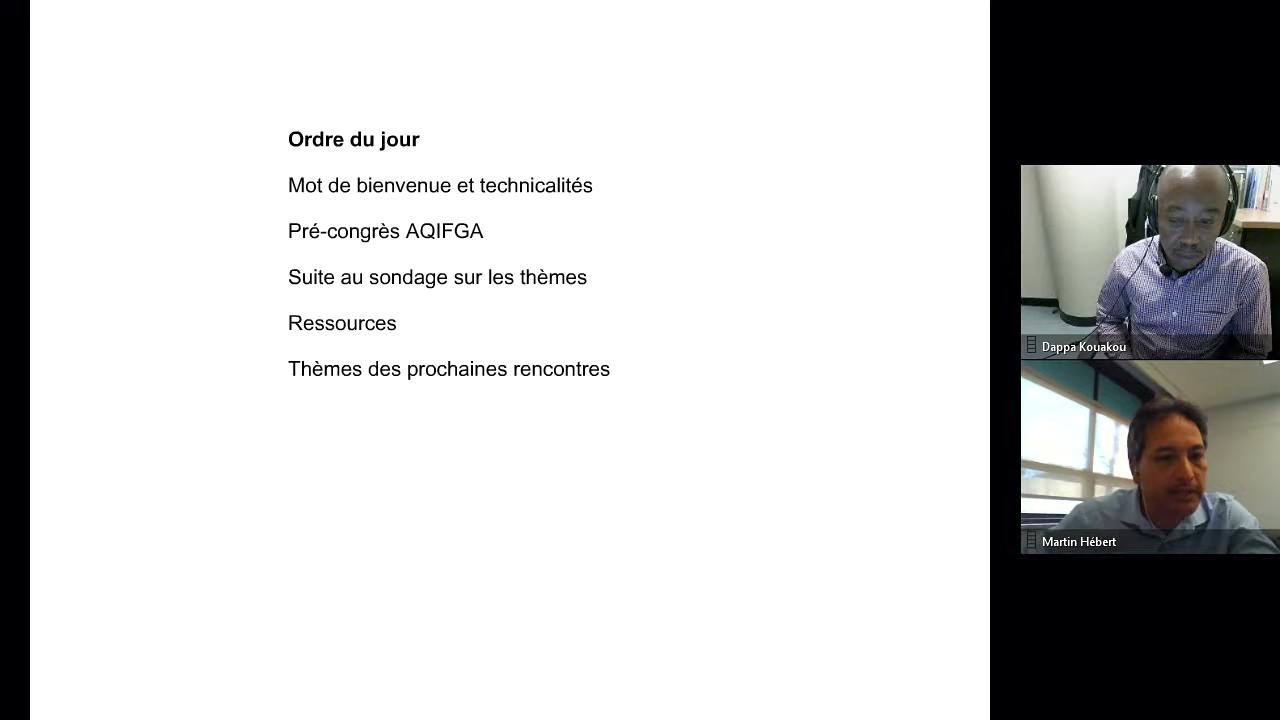 Ordre du jour
Mot de bienvenue et technicalités
Pré-congrès AQIFGA
Suite au sondage sur les thèmes
Ressources
Thèmes des prochaines rencontres
Dappa Kouakou
Martin Hébert